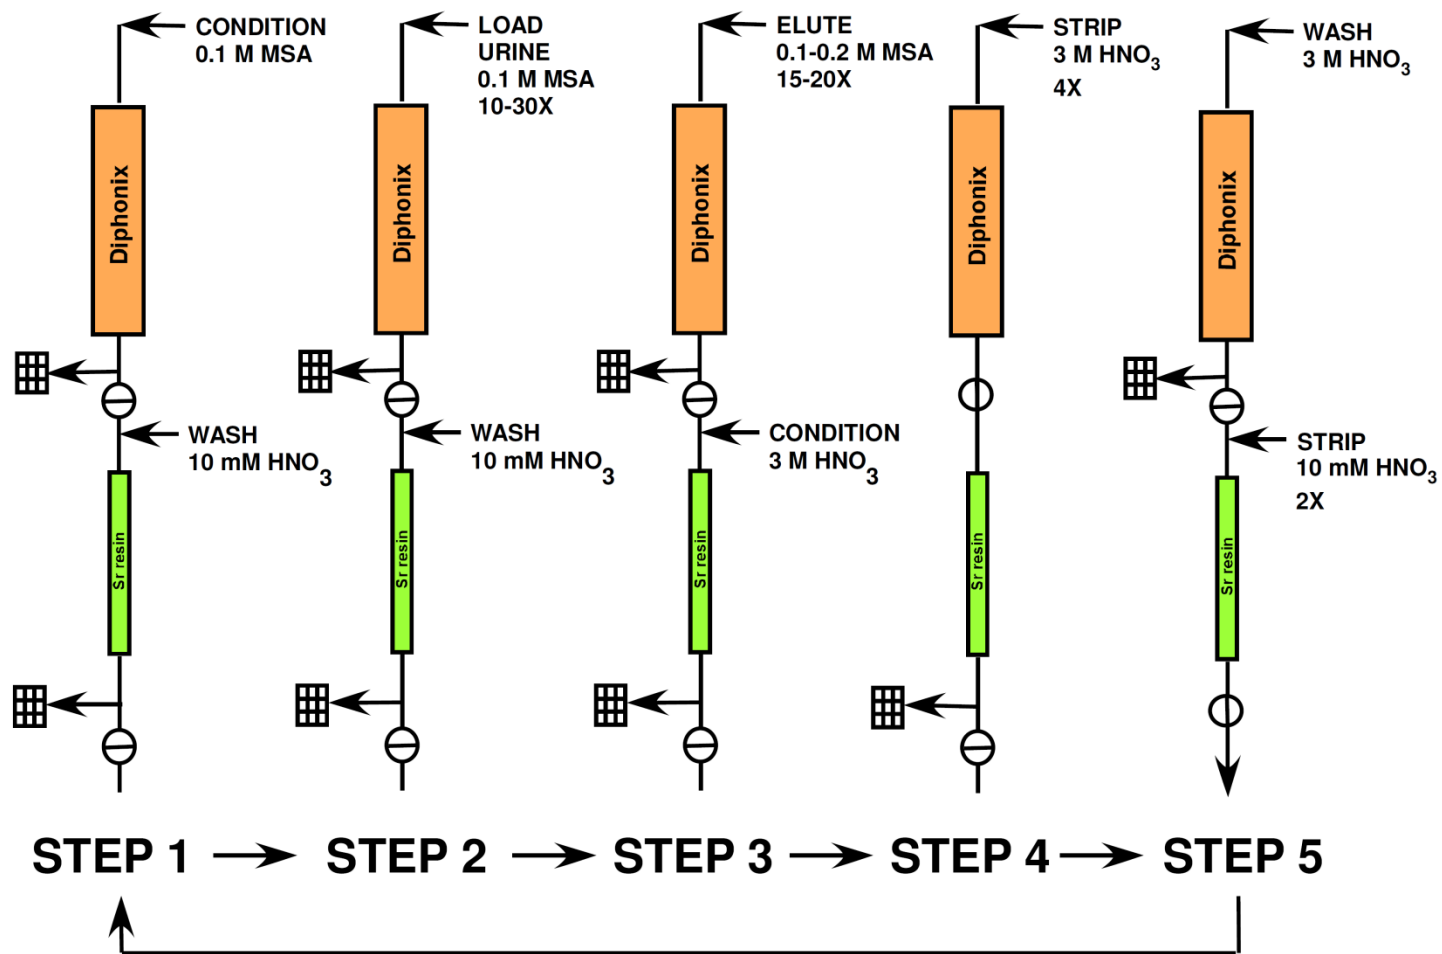 CONDITION
0.1 M MSA
LOAD
URINE
0.1 M MSA
10-30X
ELUTE
0.1-0.2 M MSA
15-20X
STRIP
3 M HNO3
4X
WASH
3 M HNO3
Diphonix
Diphonix
Diphonix
Diphonix
Diphonix
WASH
10 mM HNO3
WASH
10 mM HNO3
CONDITION
3 M HNO3
STRIP
10 mM HNO3
2X
Sr resin
Sr resin
Sr resin
Sr resin
Sr resin
STEP 1
STEP 2
STEP 3
STEP 4
STEP 5